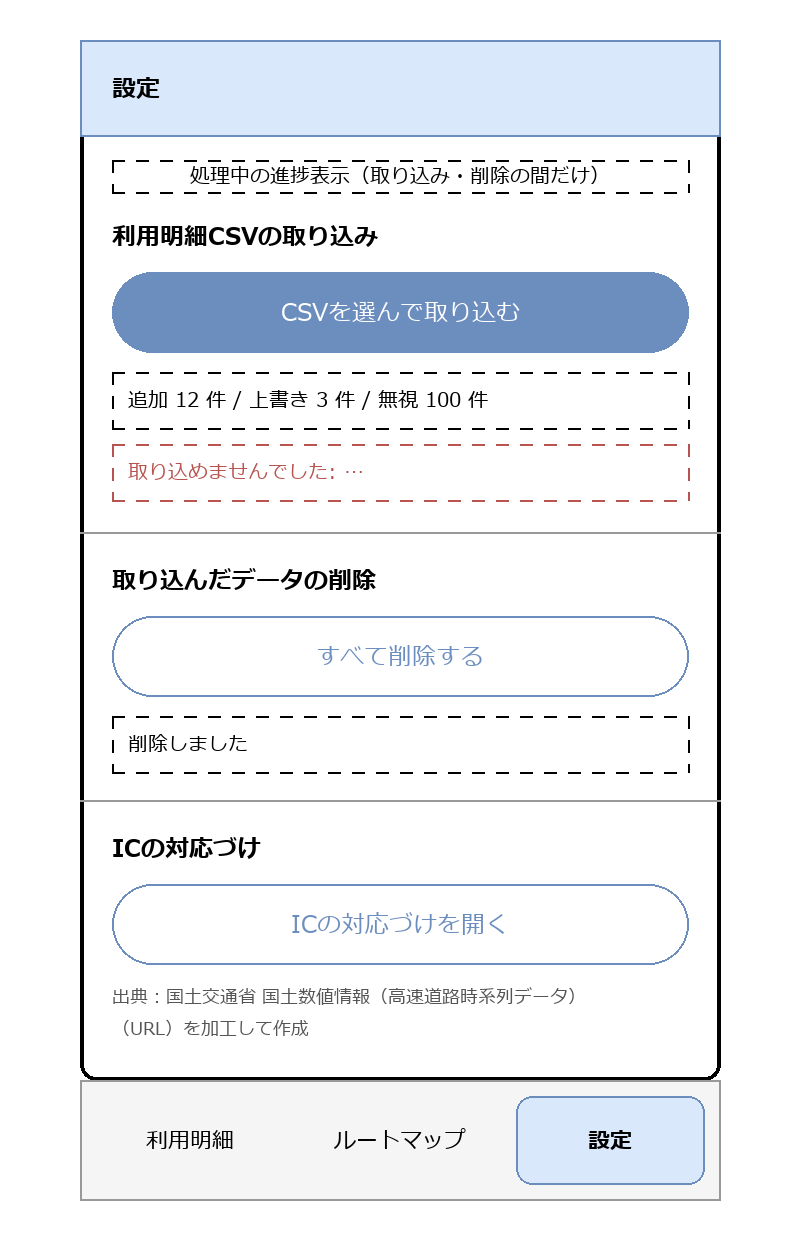 設定
処理中の進捗表示（取り込み・削除の間だけ）
利用明細CSVの取り込み
CSVを選んで取り込む
追加 12 件 / 上書き 3 件 / 無視 100 件
取り込めませんでした: …
取り込んだデータの削除
すべて削除する
削除しました
ICの対応づけ
ICの対応づけを開く
出典：国土交通省 国土数値情報（高速道路時系列データ）
（URL）を加工して作成
利用明細 ルートマップ 設定